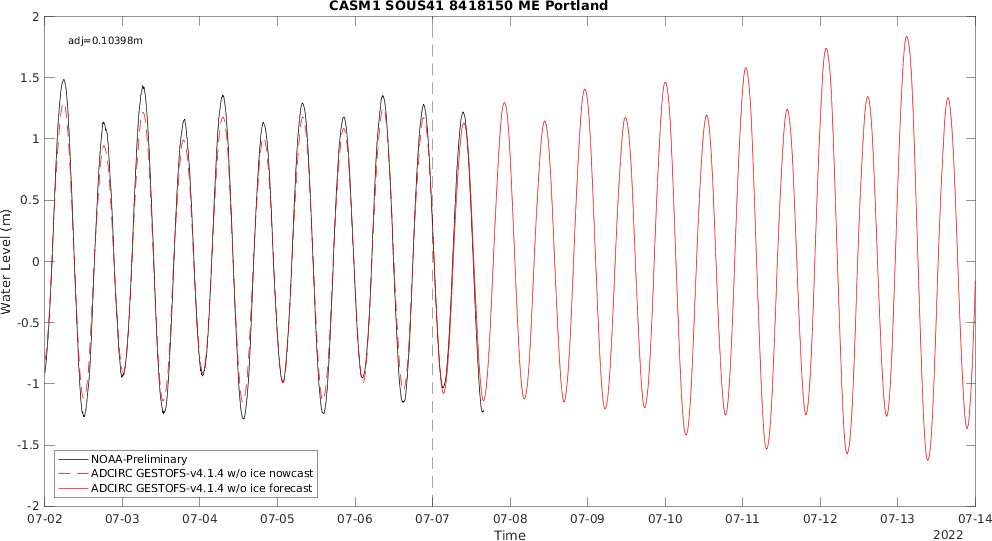 CASM1 SOUS41 8418150 ME Portland
adj=0.10398m
2
1.5
1
0.5
0
-0.5
-1
-1.5
-2
Water Level (m)
NOAA-Preliminary
ADCIRC GESTOFS-v4.1.4 w/o ice nowcast
ADCIRC GESTOFS-v4.1.4 w/o ice forecast
07-02 07-03 07-04 07-05 07-06 07-07 07-08 07-09 07-10 07-11 07-12 07-13 07-14
Time
2022